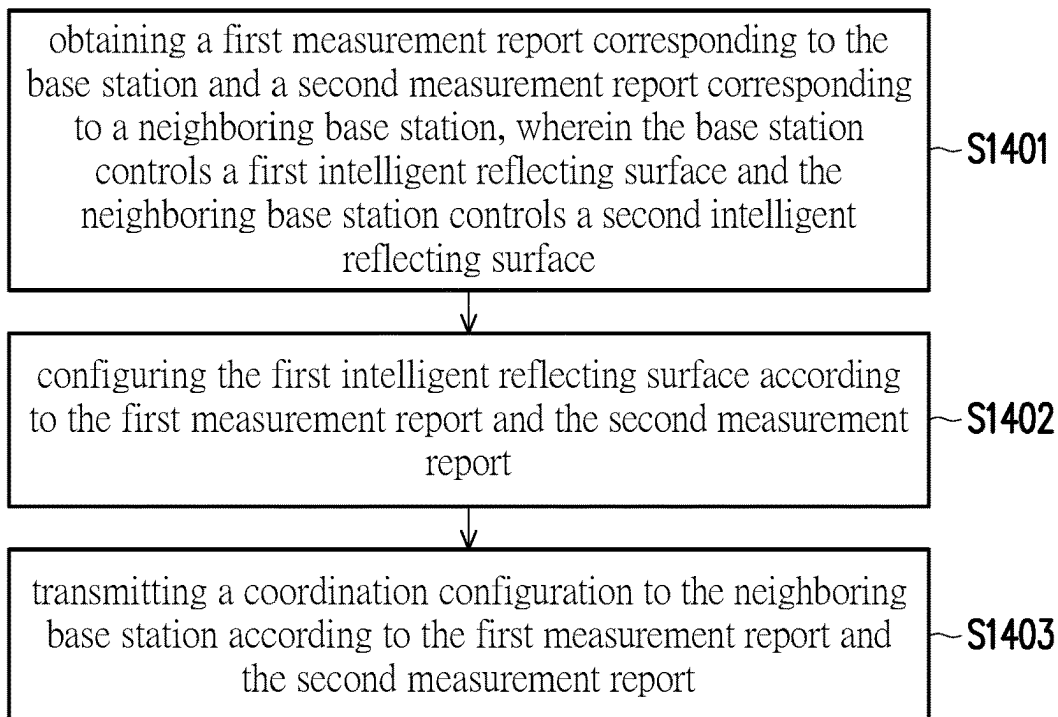 obtaining a first measurement report corresponding to the
base station and a second measurement report corresponding
to a neighboring base station, wherein the base station
controls a first intelligent reflecting surface and the
neighboring base station controls a second intelligent
reflecting surface
S1401
configuring the first intelligent reflecting surface according
to the first measurement report and the second measurement
report
S1402
transmitting a coordination configuration to the neighboring
base station according to the first measurement report and
the second measurement report
S1403